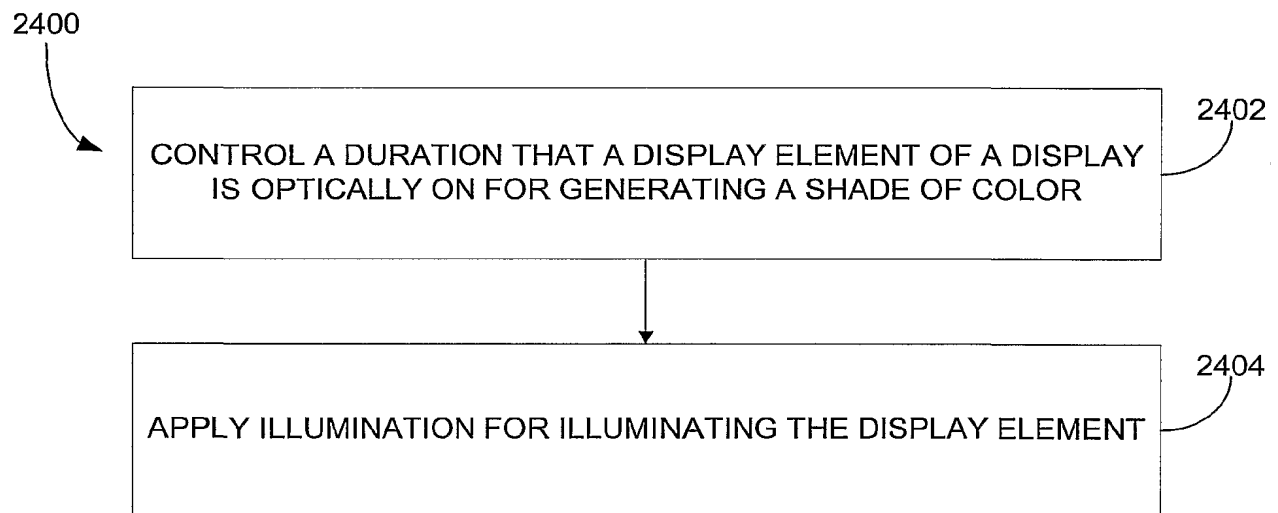 2400
2402
CONTROL A DURATION THAT A DISPLAY ELEMENT OF A DISPLAY
IS OPTICALLY ON FOR GENERATING A SHADE OF COLOR
2404
APPLY ILLUMINATION FOR ILLUMINATING THE DISPLAY ELEMENT